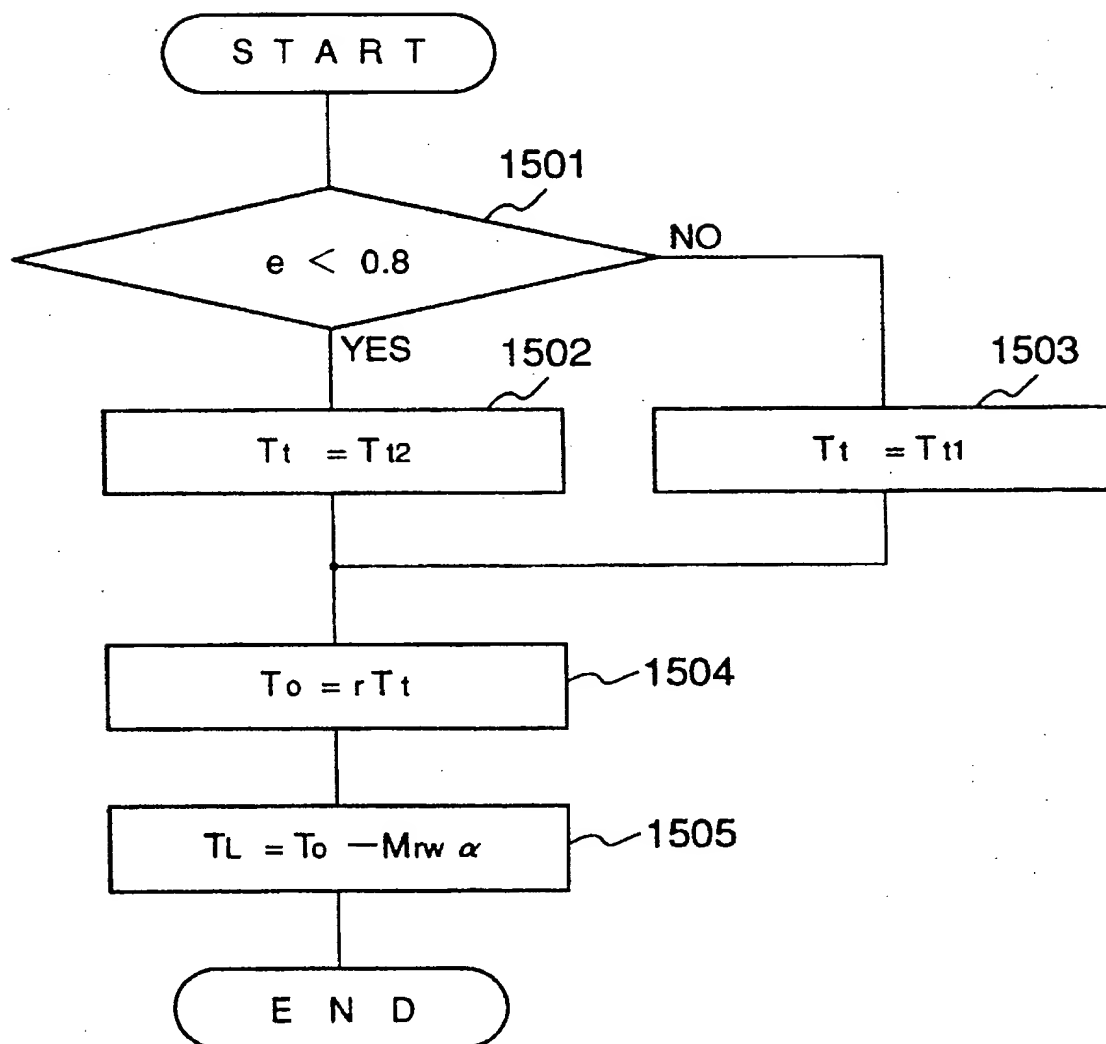 START
1501
e < 0.8
NO
YES
1502
1503
Tt = Tt2
Tt = Tt1
To = r Tt
1504
TL = To — Mrw α
1505
END